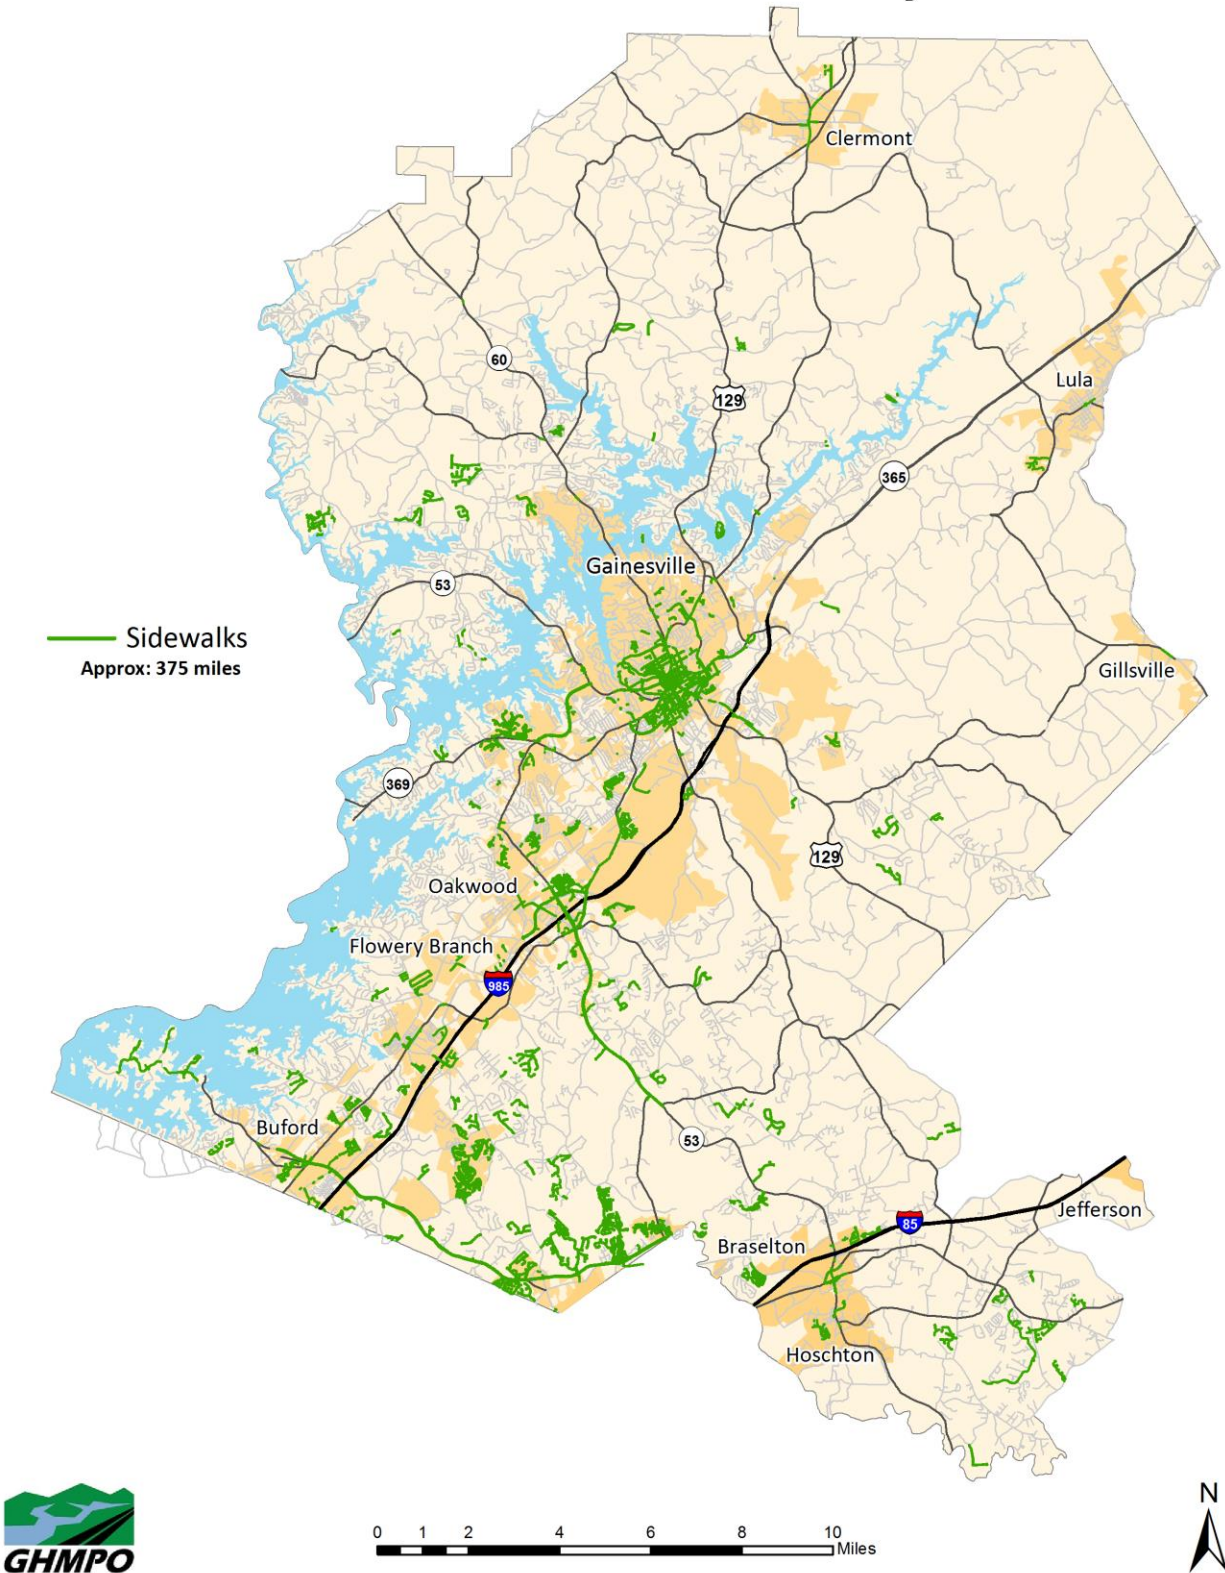 Clermont
Lula
60
129
365
Gainesville
53
Sidewalks
Approx: 375 miles
Gillsville
369
129
Oakwood
Flowery Branch
985
Buford
53
Jefferson
85
Braselton
Hoschton
GHMPO
0 1 2 4 6 8 10
Miles
N